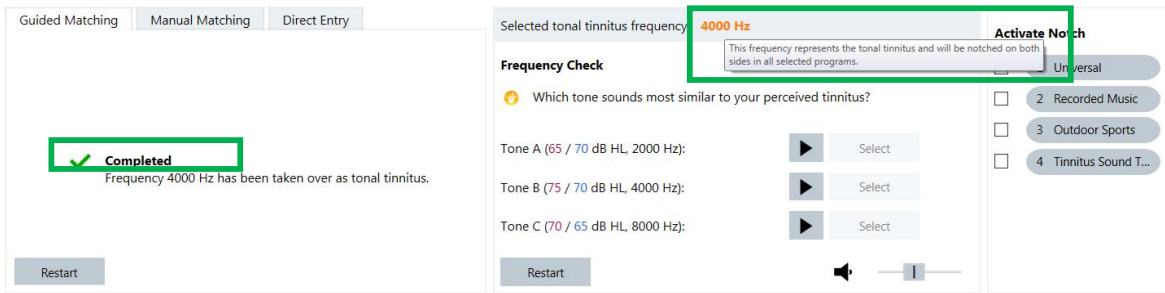 Guided Matching
Manual Matching
Direct Entry
Completed
Frequency 4000 Hz has been taken over as tonal tinnitus.
Restart
Selected tonal tinnitus frequency
4000 Hz
This frequency represents the tonal tinnitus and will be notched on both
sides in all selected programs.
Frequency Check
Which tone sounds most similar to your perceived tinnitus?
Tone A (65 / 70 dB HL, 2000 Hz):
Select
Tone B (75 / 70 dB HL, 4000 Hz):
Select
Tone C (70 / 65 dB HL, 8000 Hz):
Select
Restart
Activate Notch
Universal
2 Recorded Music
3 Outdoor Sports
4 Tinnitus Sound T...